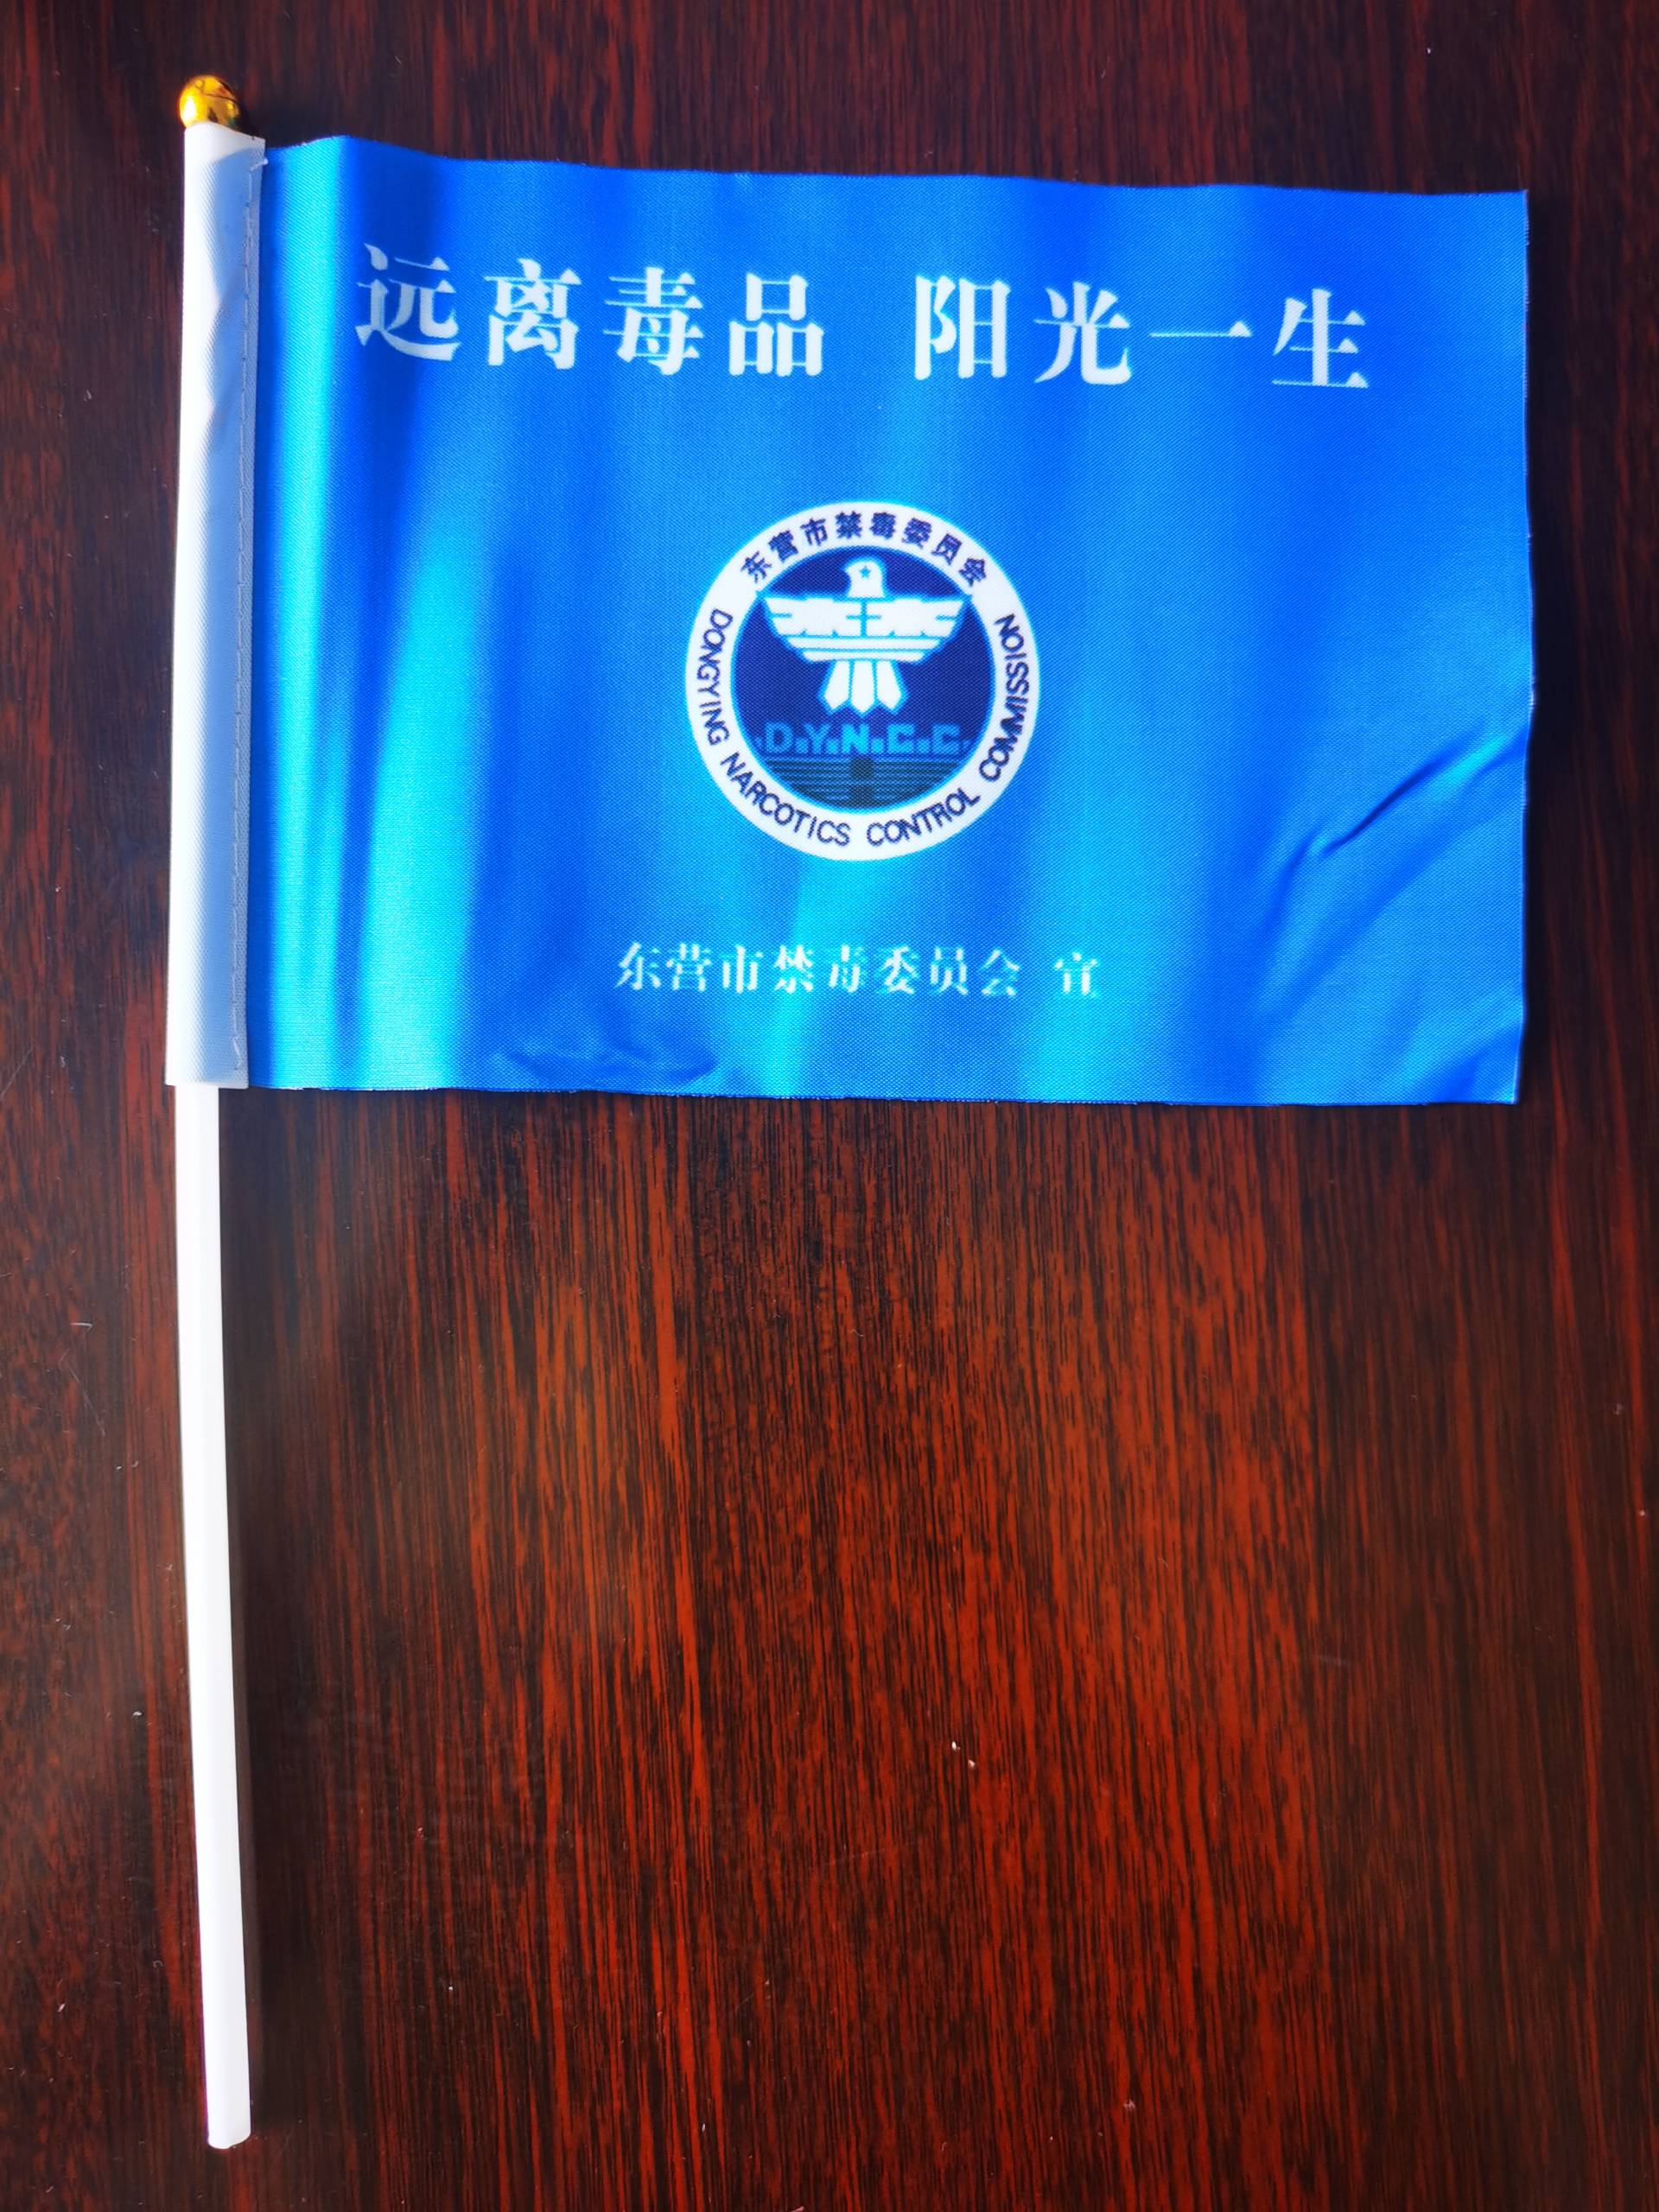 远离毒品 阳光一生
东营市禁毒委员会
DONGYING NARCOTICS CONTROL COMMISSION
D.Y.N.C.C.
东营市禁毒委员会 宣